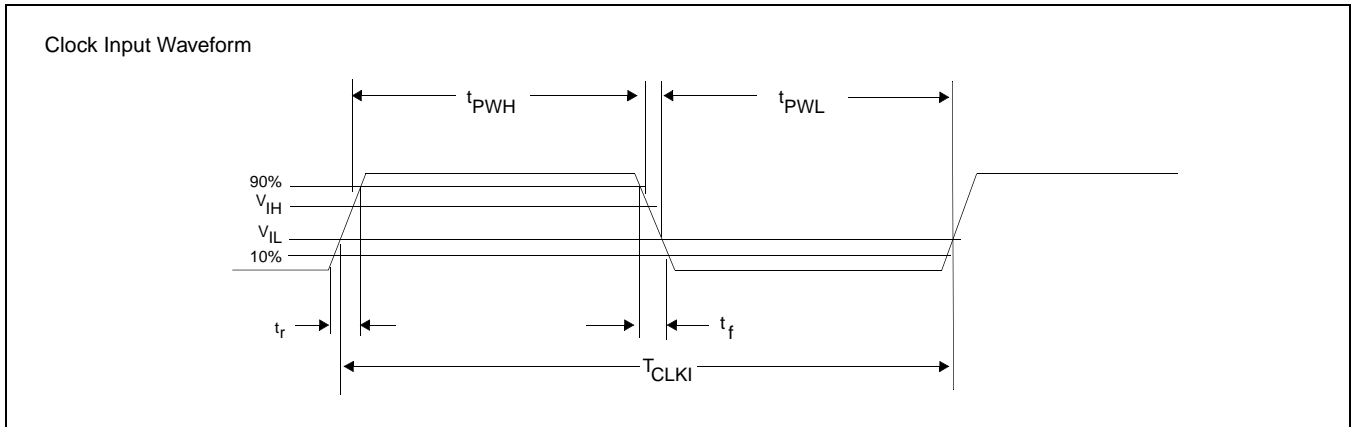 Clock Input Waveform
tPWH
tPWL
90%
VIH
VIL
10%
tr
tf
TCLKI